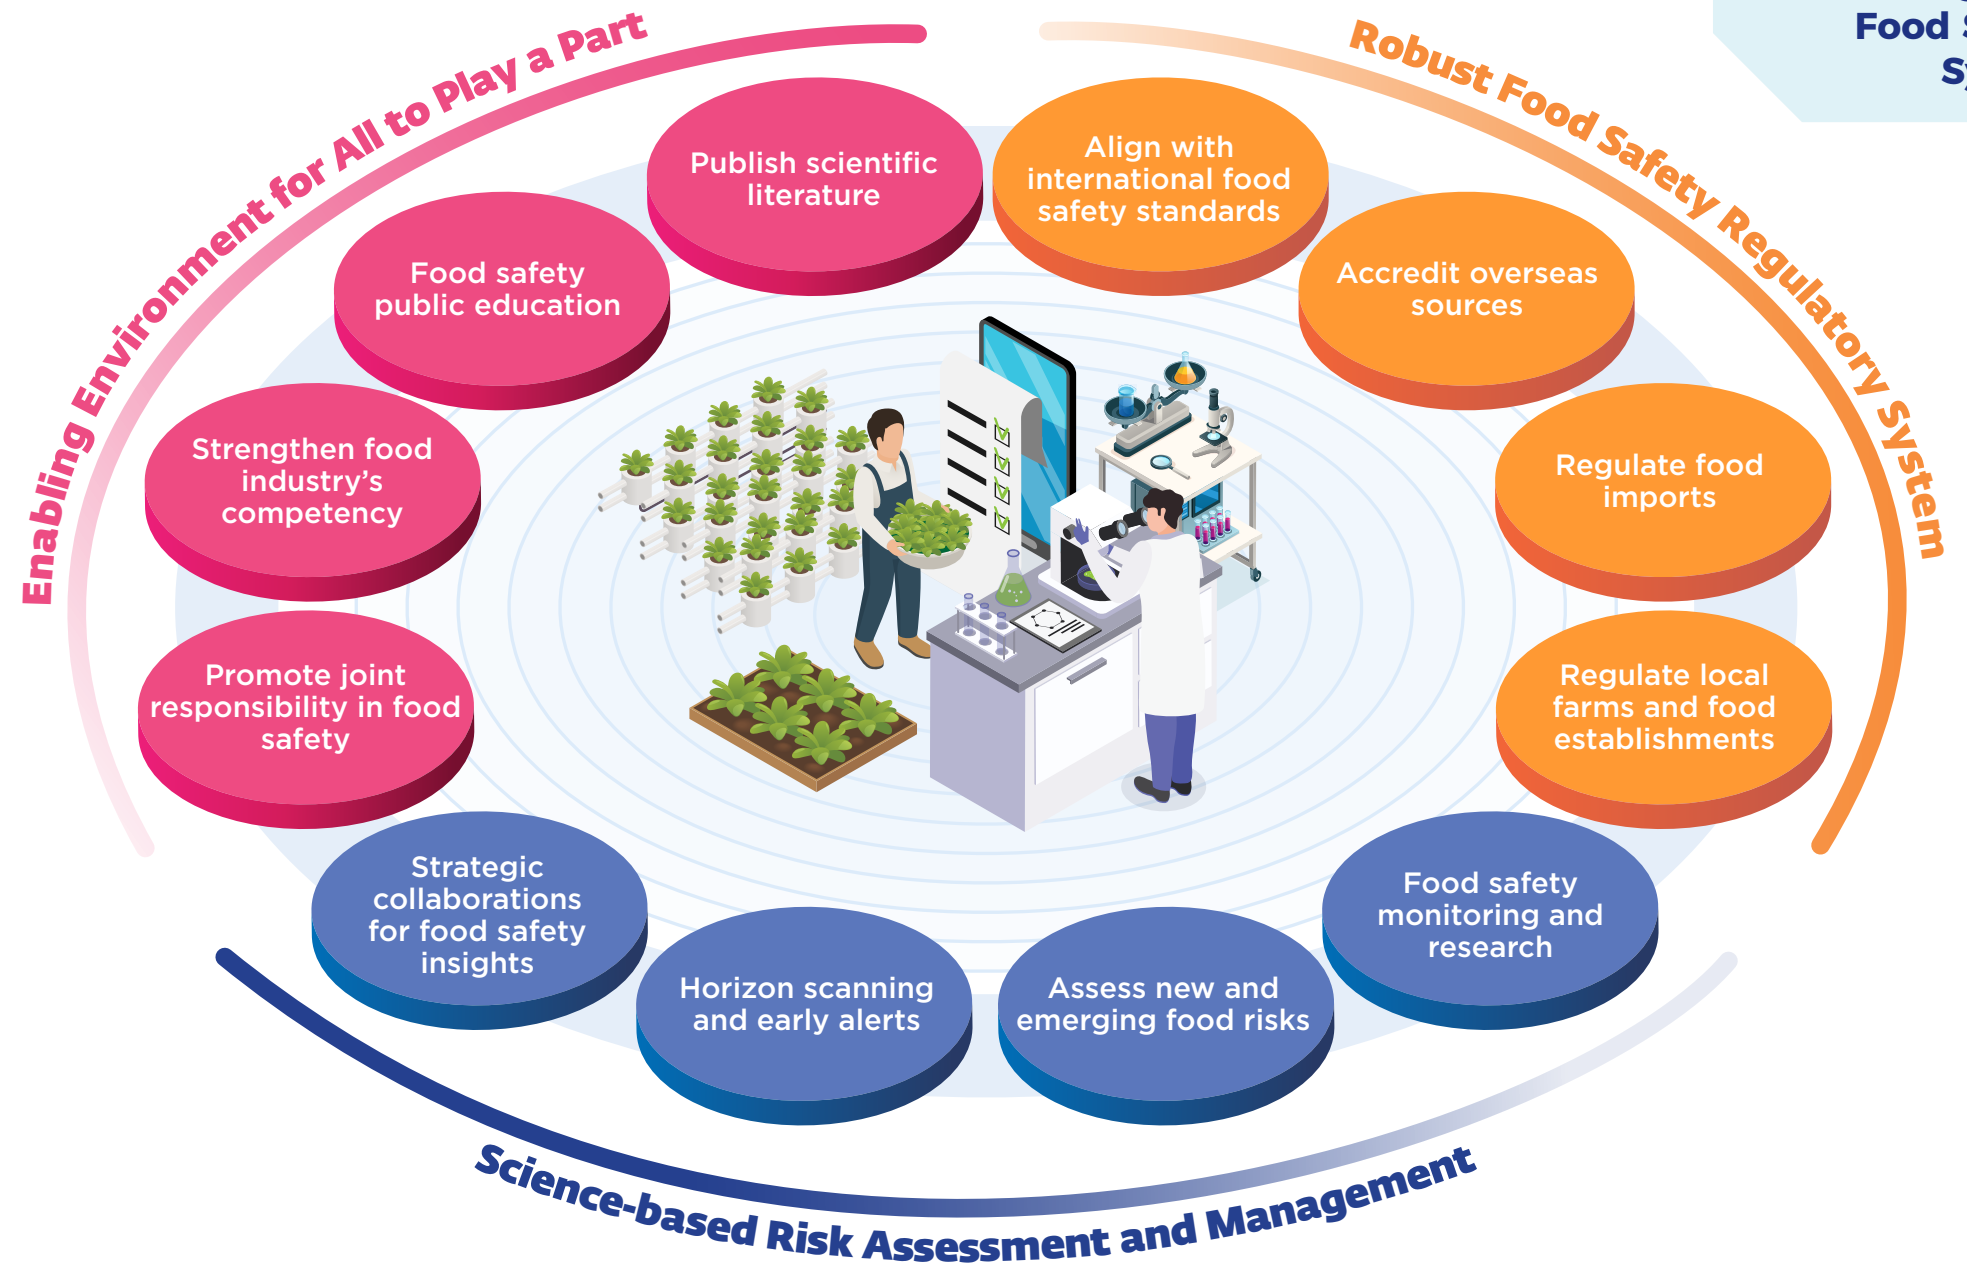 Enabling Environment for All to Play a Part
Robust Food Safety Regulatory System
Food
Publish scientific
literature
Align with
international food
safety standards
Food safety
public education
Accredit overseas
sources
Strengthen food
industry’s
competency
Regulate food
imports
Promote joint
responsibility in food
safety
Regulate local
farms and food
establishments
Strategic
collaborations
for food safety
insights
Food safety
monitoring and
research
Horizon scanning
and early alerts
Assess new and
emerging food risks
Science-based Risk Assessment and Management